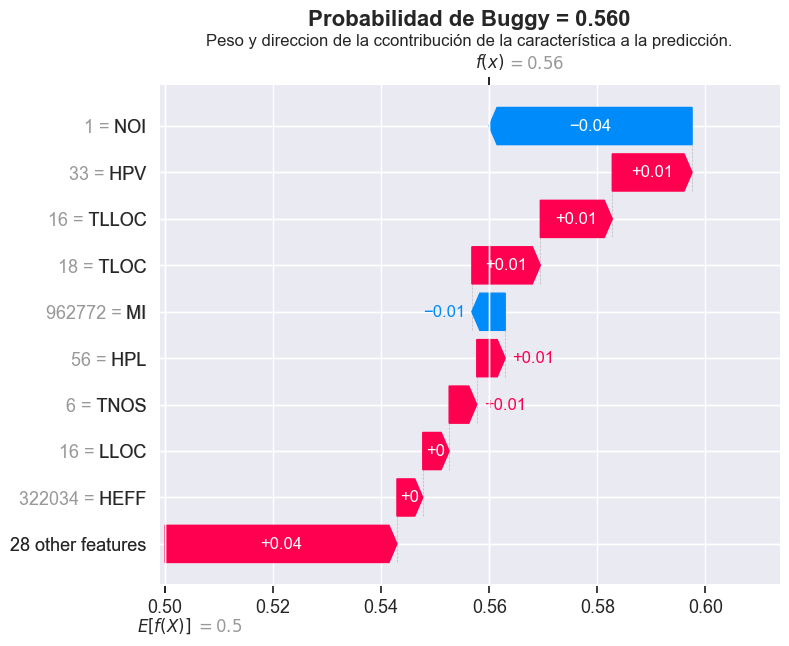 Probabilidad de Buggy = 0.560
Peso y direccion de la ccontribución de la característica a la predicción.
f(x) = 0.56
1 = NOI −0.04
33 = HPV +0.01
16 = TLLOC +0.01
18 = TLOC +0.01
962772 = MI −0.01
56 = HPL +0.01
6 = TNOS +0.01
16 = LLOC +0
322034 = HEFF +0
28 other features +0.04
0.50 0.52 0.54 0.56 0.58 0.60
E[f(X)] = 0.5